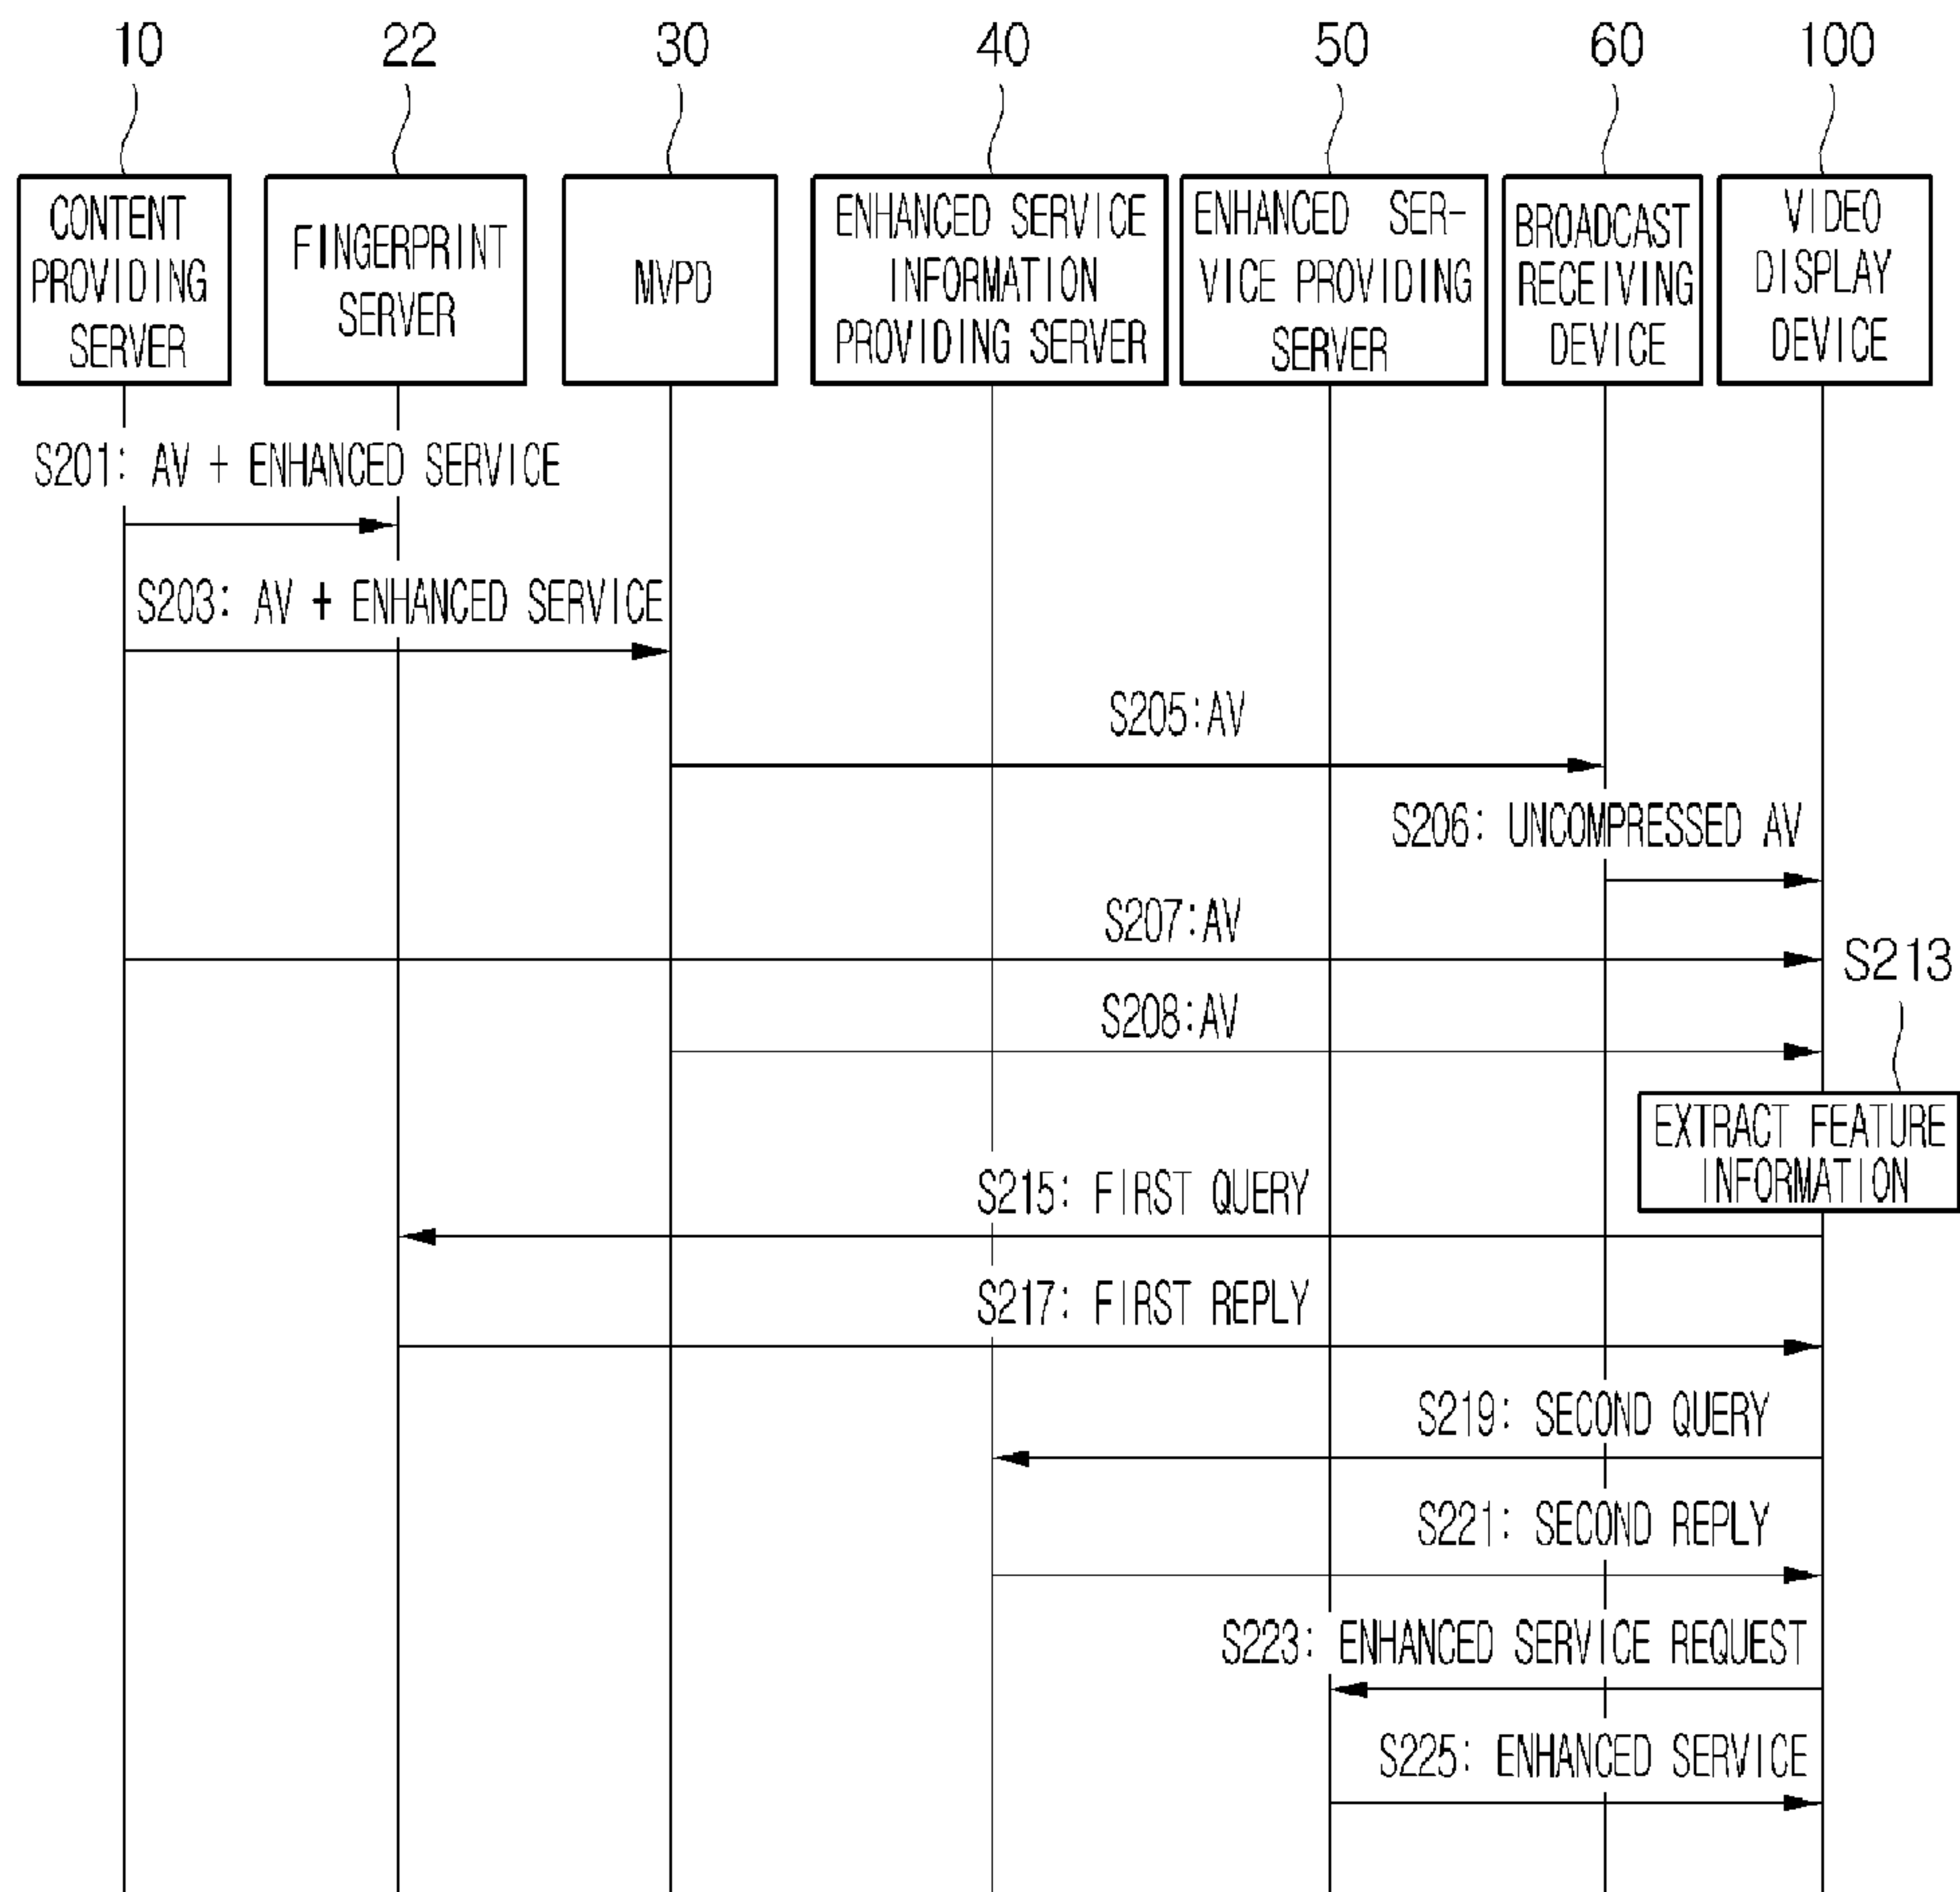 10
22
30
40
50
60
100
CONTENT
PROVIDING
SERVER
FINGERPRINT
SERVER
MVPD
ENHANCED SERVICE
INFORMATION
PROVIDING SERVER
ENHANCED SER-
VICE PROVIDING
SERVER
BROADCAST
RECEIVING
DEVICE
VIDEO
DISPLAY
DEVICE
S201: AV + ENHANCED SERVICE
S203: AV + ENHANCED SERVICE
S205:AV
S206: UNCOMPRESSED AV
S207:AV
S213
S208:AV
EXTRACT FEATURE
INFORMATION
S215: FIRST QUERY
S217: FIRST REPLY
S219: SECOND QUERY
S221: SECOND REPLY
S223: ENHANCED SERVICE REQUEST
S225: ENHANCED SERVICE